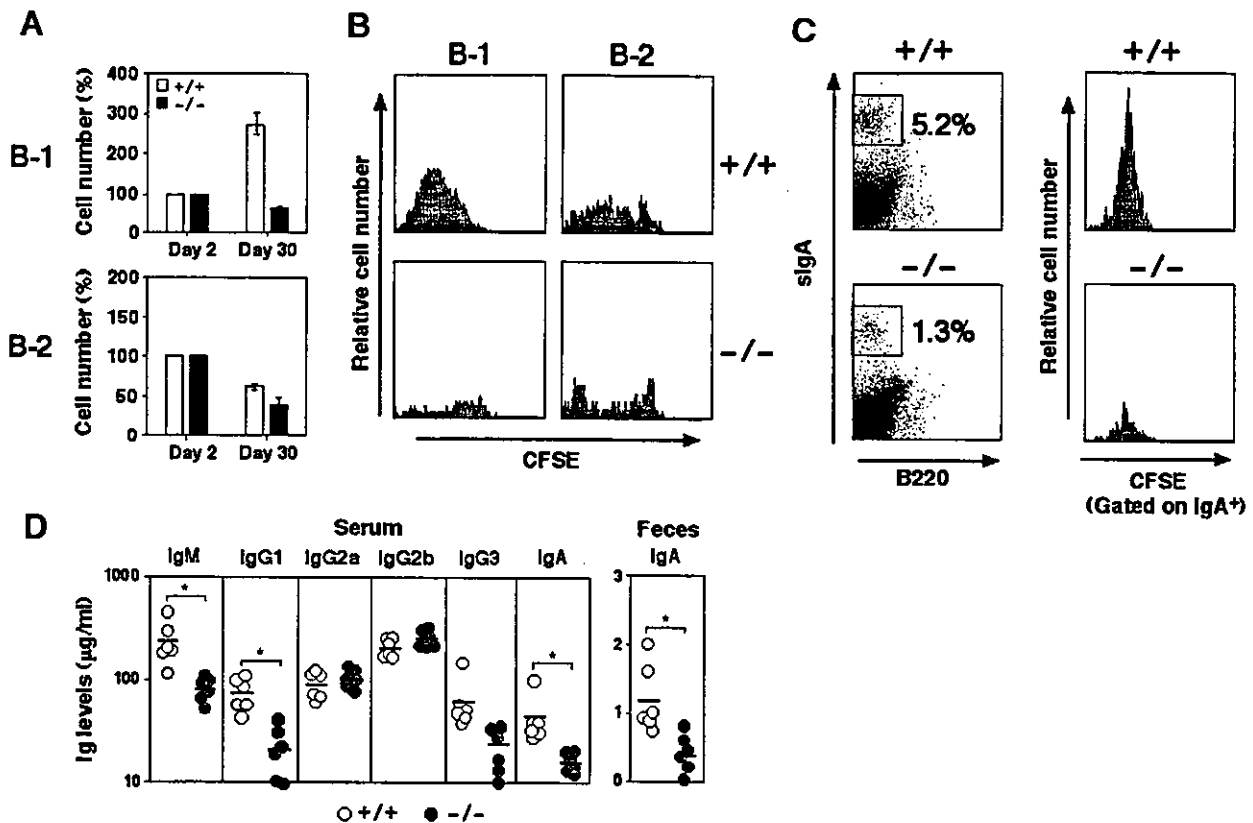 A
Cell number (%)
400
300
200
100
0
+/+
-/-
B-1
Day 2
Day 30
Cell number (%)
200
150
100
50
0
B-2
Day 2
Day 30
B
B-1
B-2
Relative cell number
+/+
-/-
CFSE
C
+/+
5.2%
-/-
1.3%
sIgA
B220
+/+
-/-
Relative cell number
CFSE
(Gated on IgA+)
D
Serum
IgM
IgG1
IgG2a
IgG2b
IgG3
IgA
Ig levels (μg/ml)
1000
100
10
*
*
*
Feces
IgA
3
2
1
0
*
+/+
-/-